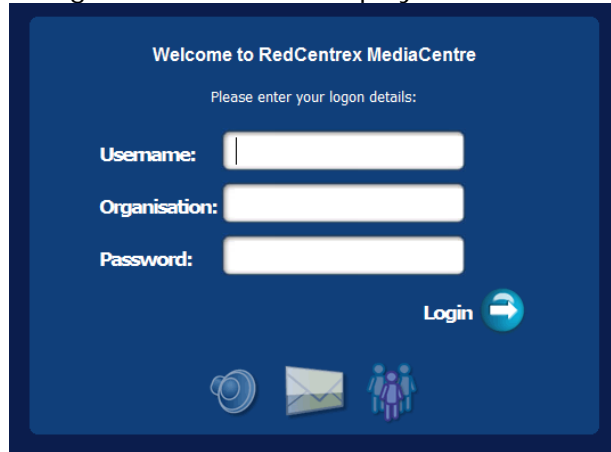 Welcome to RedCentrex MediaCentre
Please enter your logon details:
Username:
Organisation:
Password:
Login